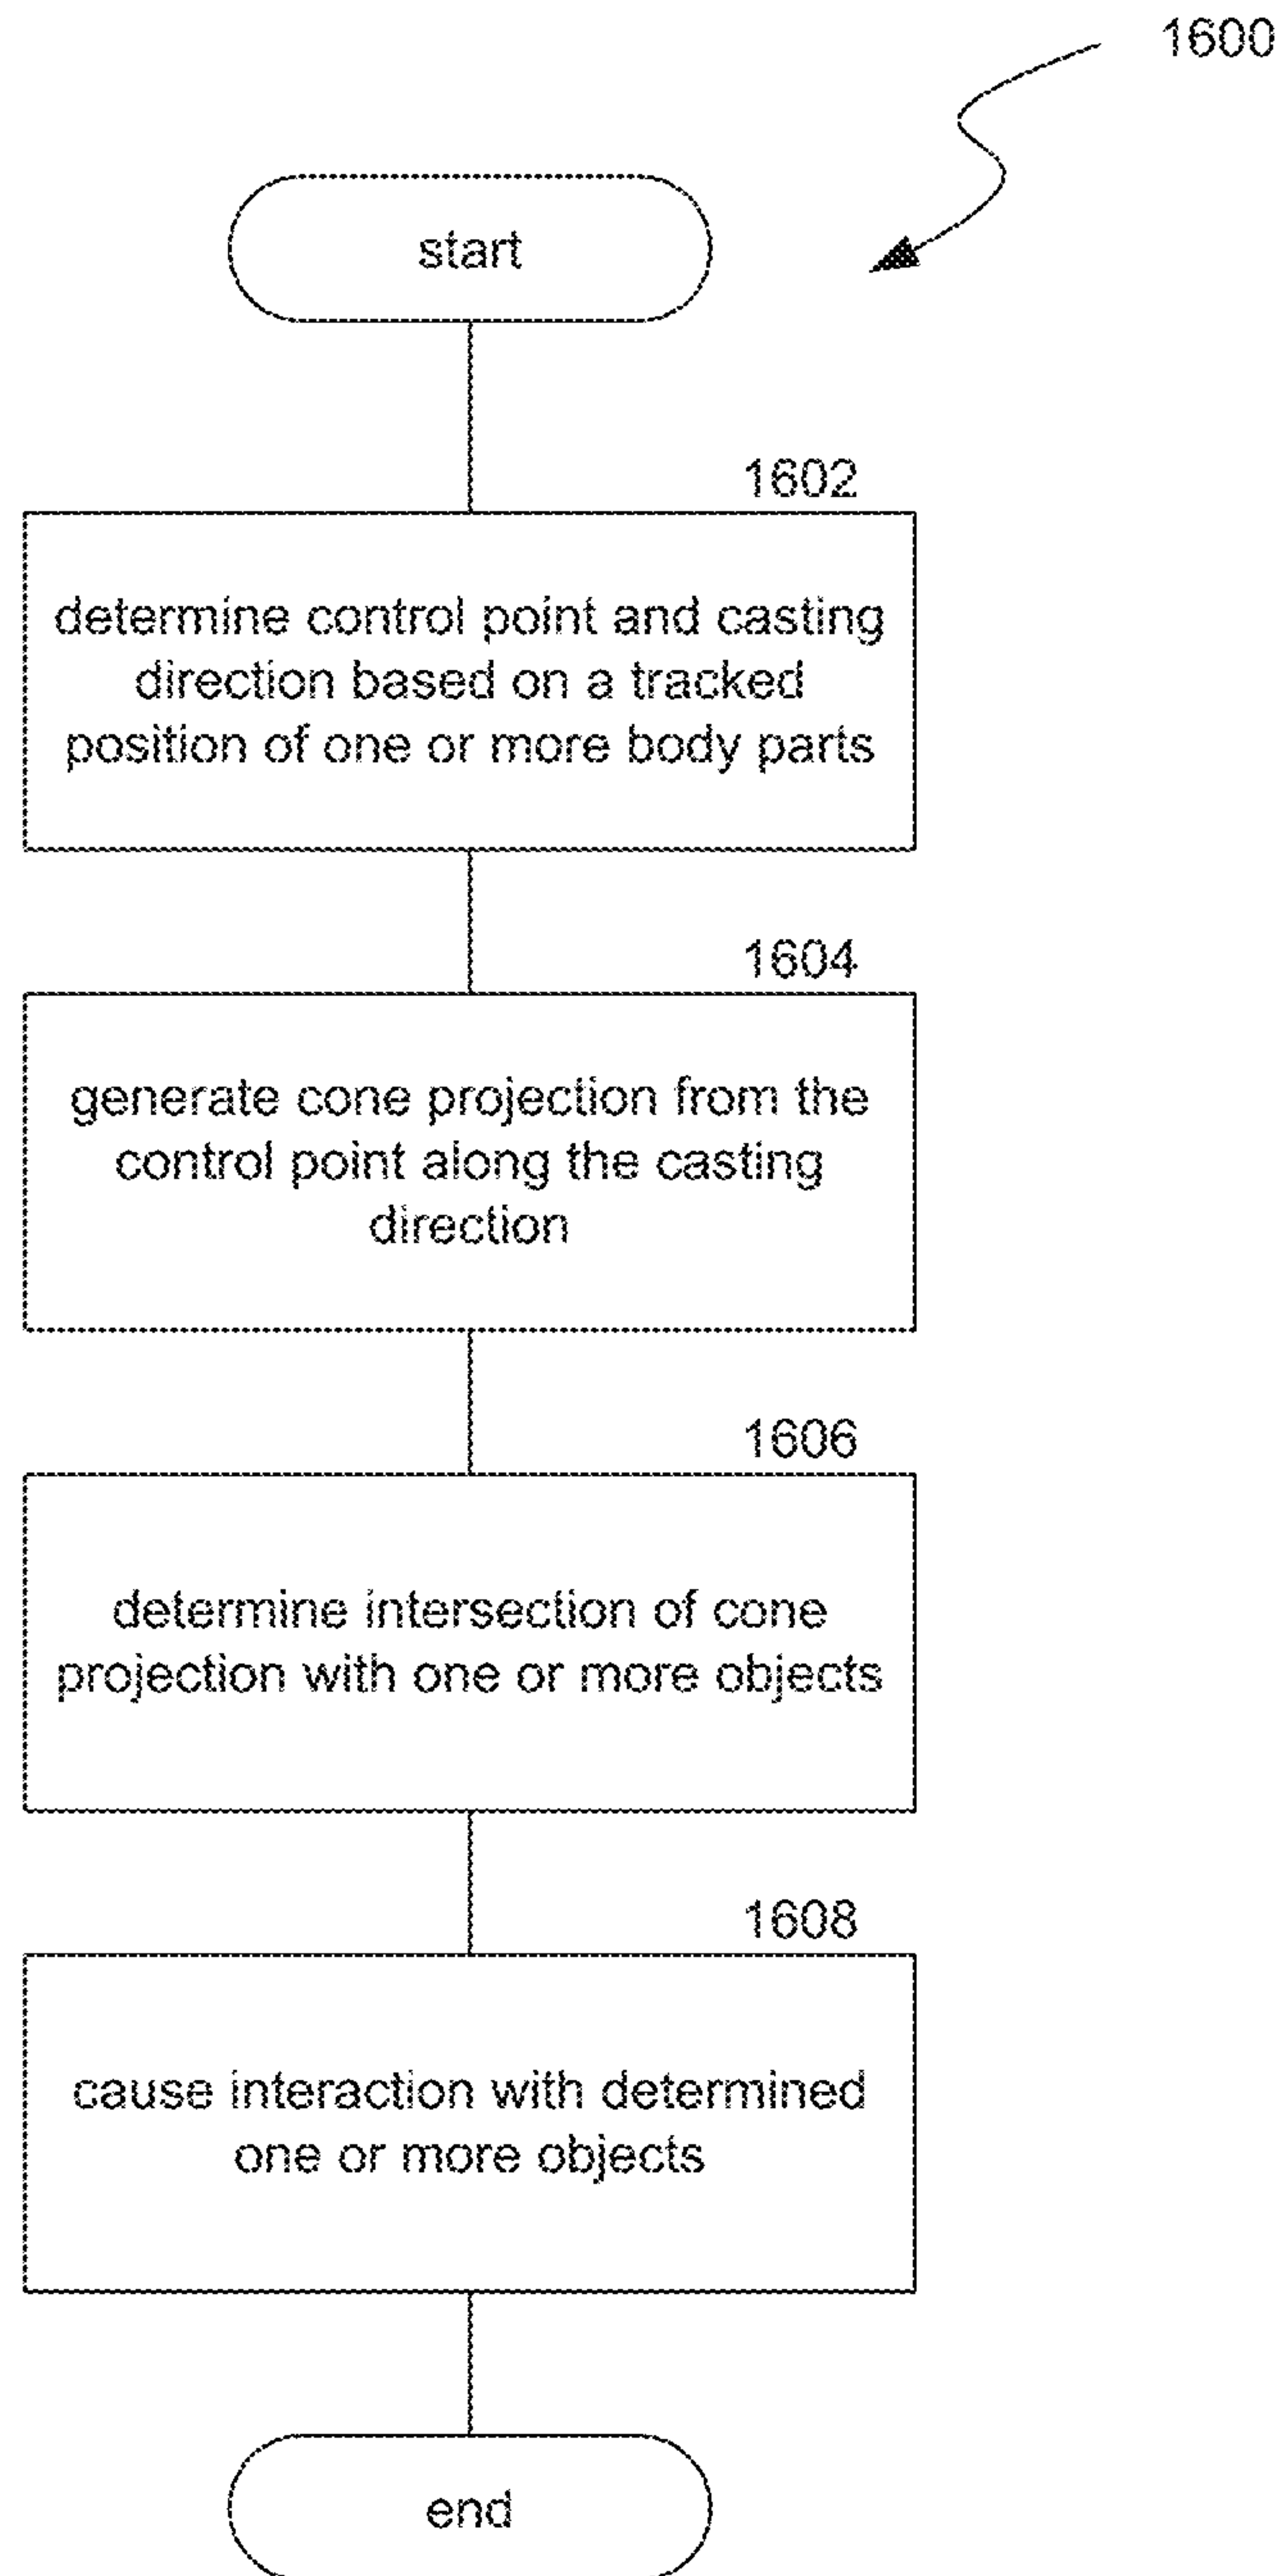 1600
start
1602
determine control point and casting
direction based on a tracked
position of one or more body parts
1604
generate cone projection from the
control point along the casting
direction
1606
determine intersection of cone
projection with one or more objects
1608
cause interaction with determined
one or more objects
end